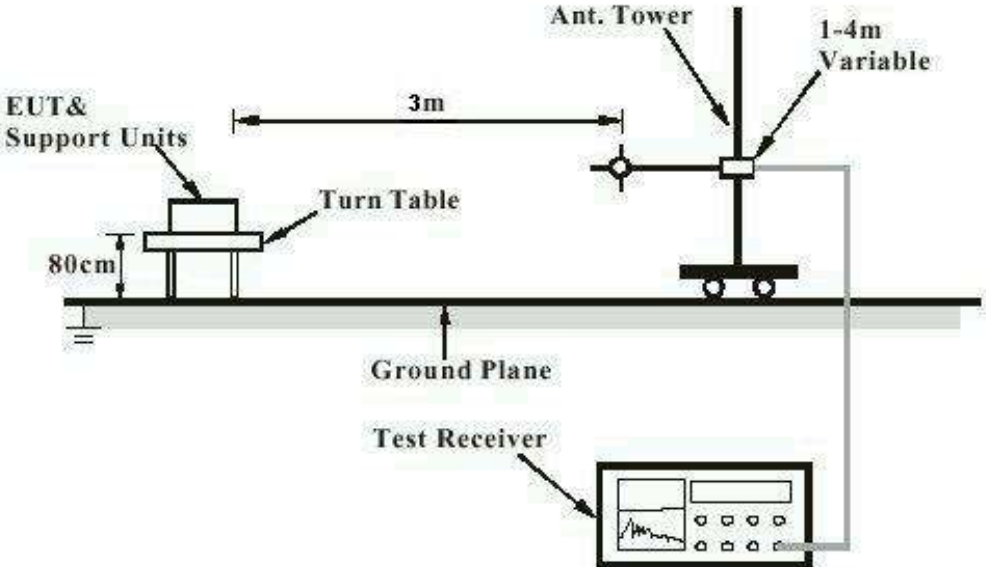 Ant. Tower
1-4m
Variable
3m
EUT&
Support Units
Turn Table
80cm
Ground Plane
Test Receiver